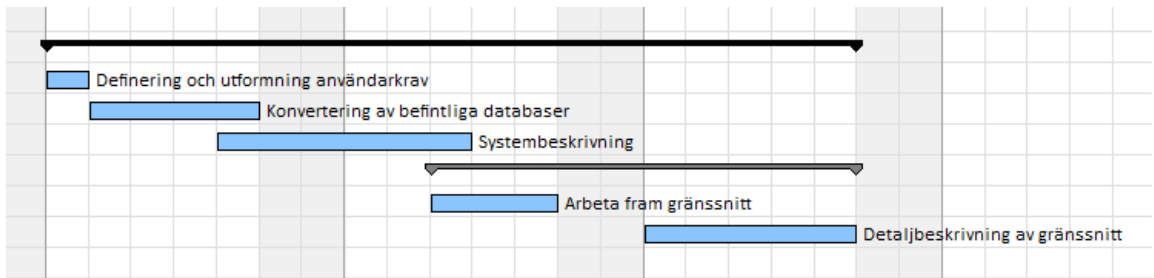 Definering och utformning användarkrav
Konvertering av befintliga databaser
Systembeskrivning
Arbeta fram gränssnitt
Detaljbeskrivning av gränssnitt